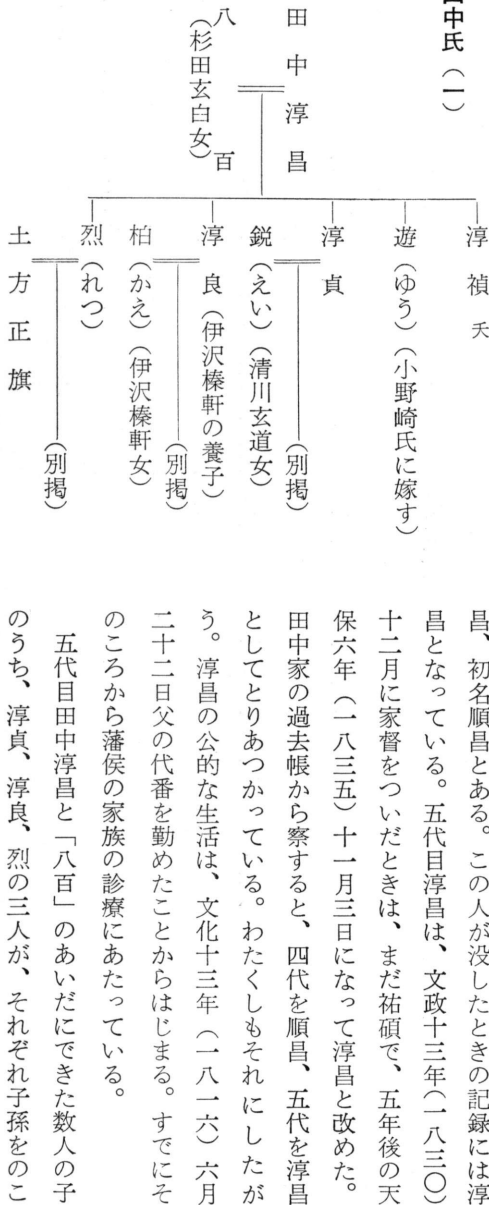 中氏（一）
田中淳昌
八百
（杉田玄白女）
淳禎 夭
遊（ゆう）（小野崎氏に嫁す）
淳貞
（別掲）
鋭（えい）（清川玄道女）
淳良（伊沢榛軒の養子）
（別掲）
柏（かえ）（伊沢榛軒女）
烈（れつ）
（別掲）
土方正旗
昌、初名順昌とある。この人が没したときの記録には淳
昌となっている。五代目淳昌は、文政十三年（一八三〇）
十二月に家督をついだときは、まだ祐碩で、五年後の天
保六年（一八三五）十一月三日になって淳昌と改めた。
田中家の過去帳から察すると、四代を順昌、五代を淳昌
としてとりあつかっている。わたくしもそれにしたが
う。淳昌の公的な生活は、文化十三年（一八一六）六月
二十二日父の代番を勤めたことからはじまる。すでにそ
のころから藩侯の家族の診療にあたっている。
五代目田中淳昌と「八百」のあいだにできた数人の子
のうち、淳貞、淳良、烈の三人が、それぞれ子孫をのこ